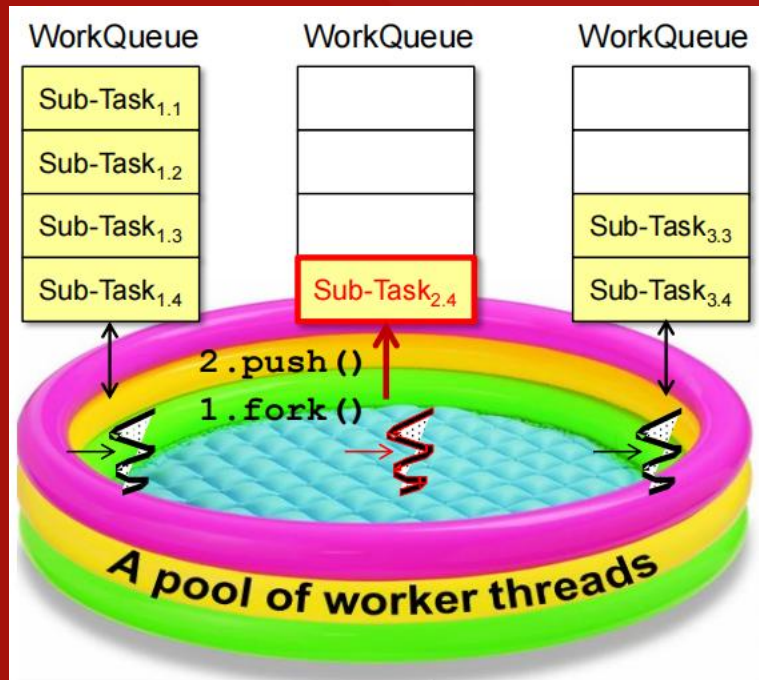 WorkQueue WorkQueue WorkQueue
Sub-Task1.1
Sub-Task1.2
Sub-Task1.3 Sub-Task3.3
Sub-Task1.4 Sub-Task2.4 Sub-Task3.4
2.push()
1.fork()
A pool of worker threads